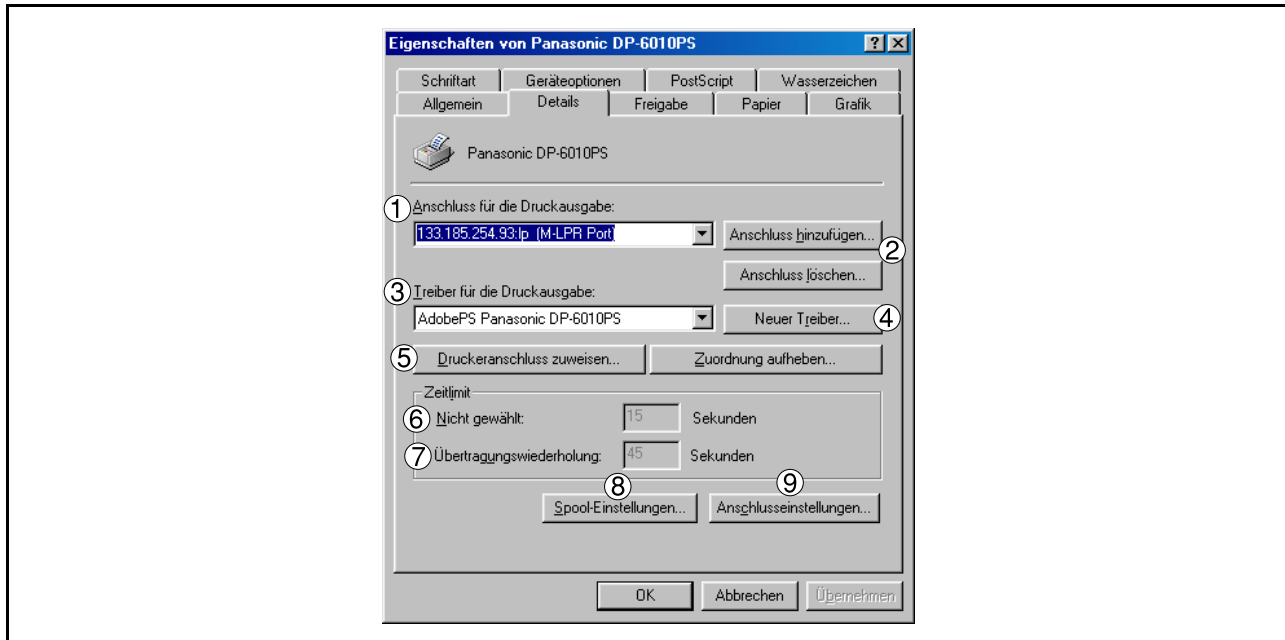 Eigenschaften von Panasonic DP-6010PS
Schriftart Geräteoptionen PostScript Wasserzeichen
Allgemein Details Freigabe Papier Grafik
Panasonic DP-6010PS
① Anschluss für die Druckausgabe:
133.185.254.93:lp (M-LPR Port) Anschluss hinzufügen...
②
Anschluss löschen...
③ Treiber für die Druckausgabe:
AdobePS Panasonic DP-6010PS Neuer Treiber... ④
⑤ Druckeranschluss zuweisen... Zuordnung aufheben...
Zeitlimit
⑥ Nicht gewählt: 15 Sekunden
⑦ Übertragungswiederholung: 45 Sekunden
⑧ ⑨
Spool-Einstellungen... Anschlusseinstellungen...
OK Abbrechen Übernehmen